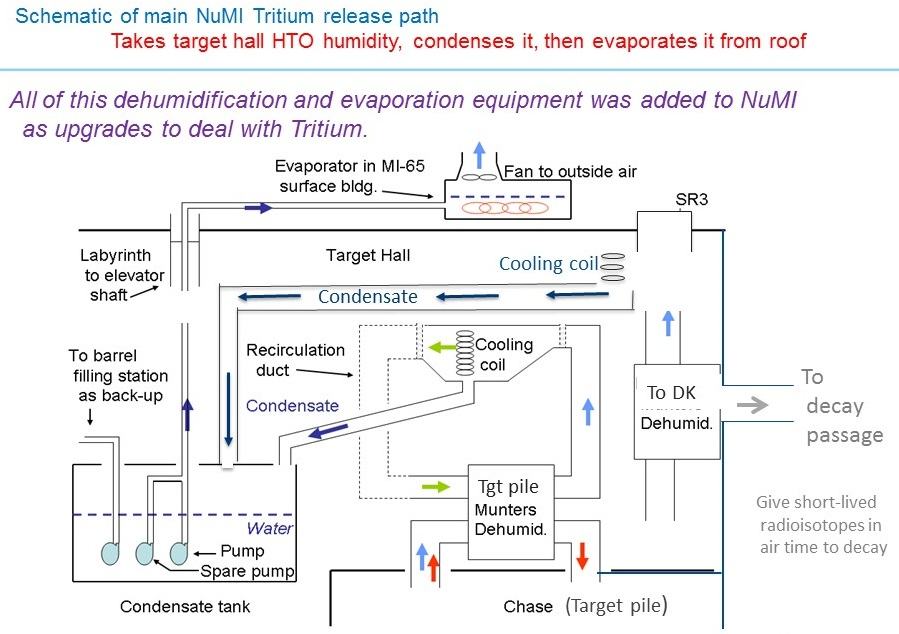 Schematic of main NuMI Tritium release path
Takes target hall HTO humidity, condenses it, then evaporates it from roof
All of this dehumidification and evaporation equipment was added to NuMI
as upgrades to deal with Tritium.
Evaporator in MI-65
surface bldg.
Fan to outside air
SR3
Labyrinth
to elevator
shaft
Target Hall
Cooling coil
Condensate
To barrel
filling station
as back-up
Recirculation
duct
Cooling
coil
Condensate
To DK
Dehumid.
To
decay
passage
Tgt pile
Munters
Dehumid.
Give short-lived
radioisotopes in
air time to decay
Water
Pump
Spare pump
Condensate tank
Chase (Target pile)